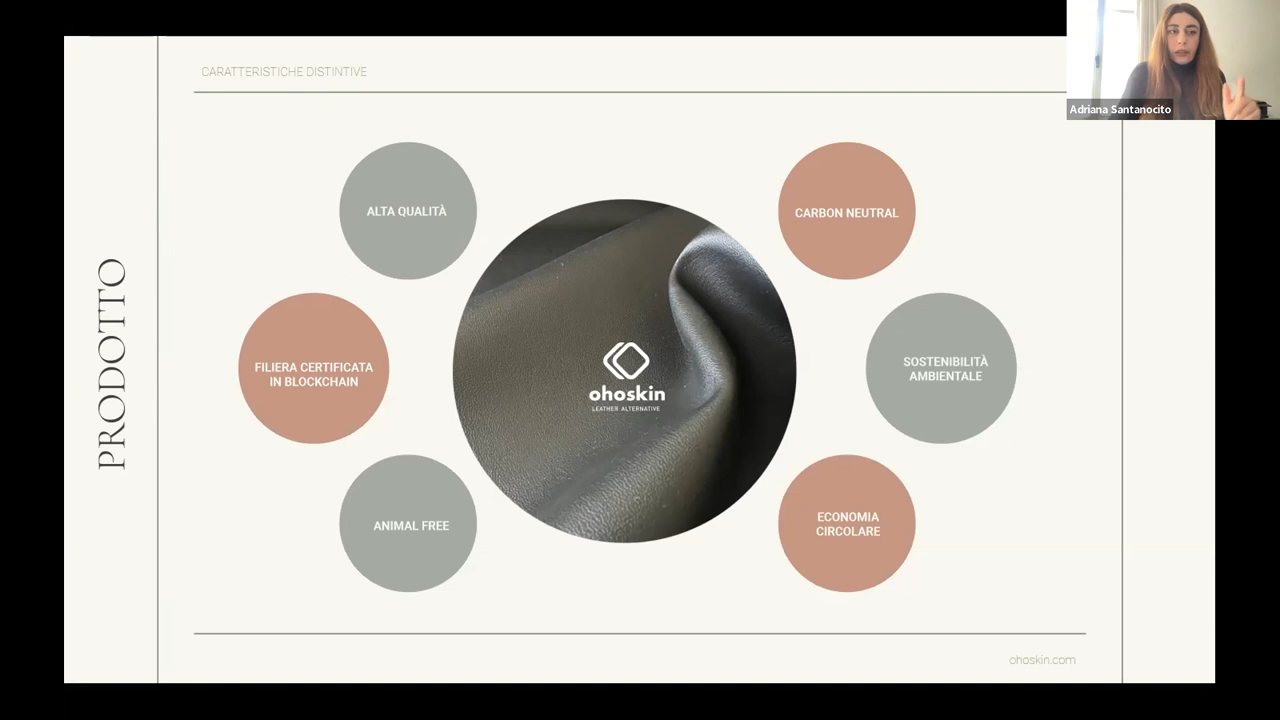 CARATTERISTICHE DISTINTIVE
Adriana Santanocito
PRODOTTO
ALTA QUALITÀ
CARBON NEUTRAL
FILIERA CERTIFICATA
IN BLOCKCHAIN
ohoskin
LEATHER ALTERNATIVE
SOSTENIBILITÀ
AMBIENTALE
ANIMAL FREE
ECONOMIA
CIRCOLARE
ohoskin.com